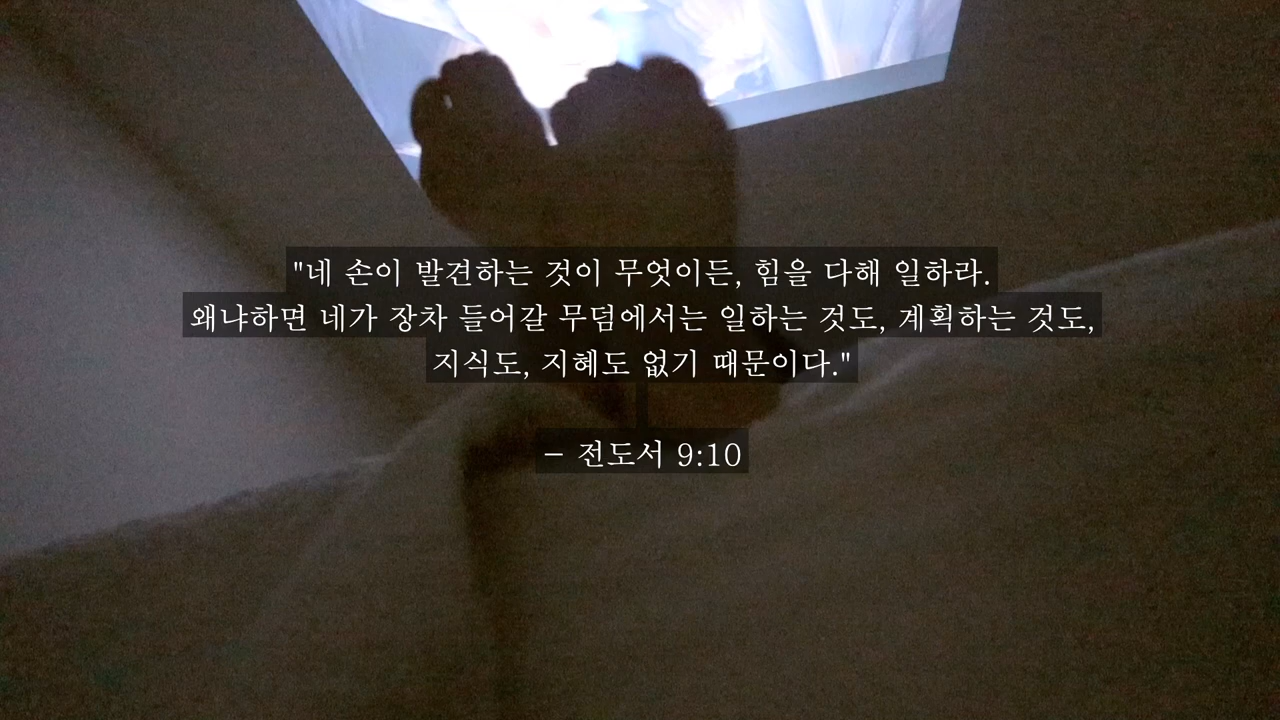 "네 손이 발견하는 것이 무엇이든, 힘을 다해 일하라.
왜냐하면 네가 장차 들어갈 무덤에서는 일하는 것도, 계획하는 것도,
지식도, 지혜도 없기 때문이다."
– 전도서 9:10